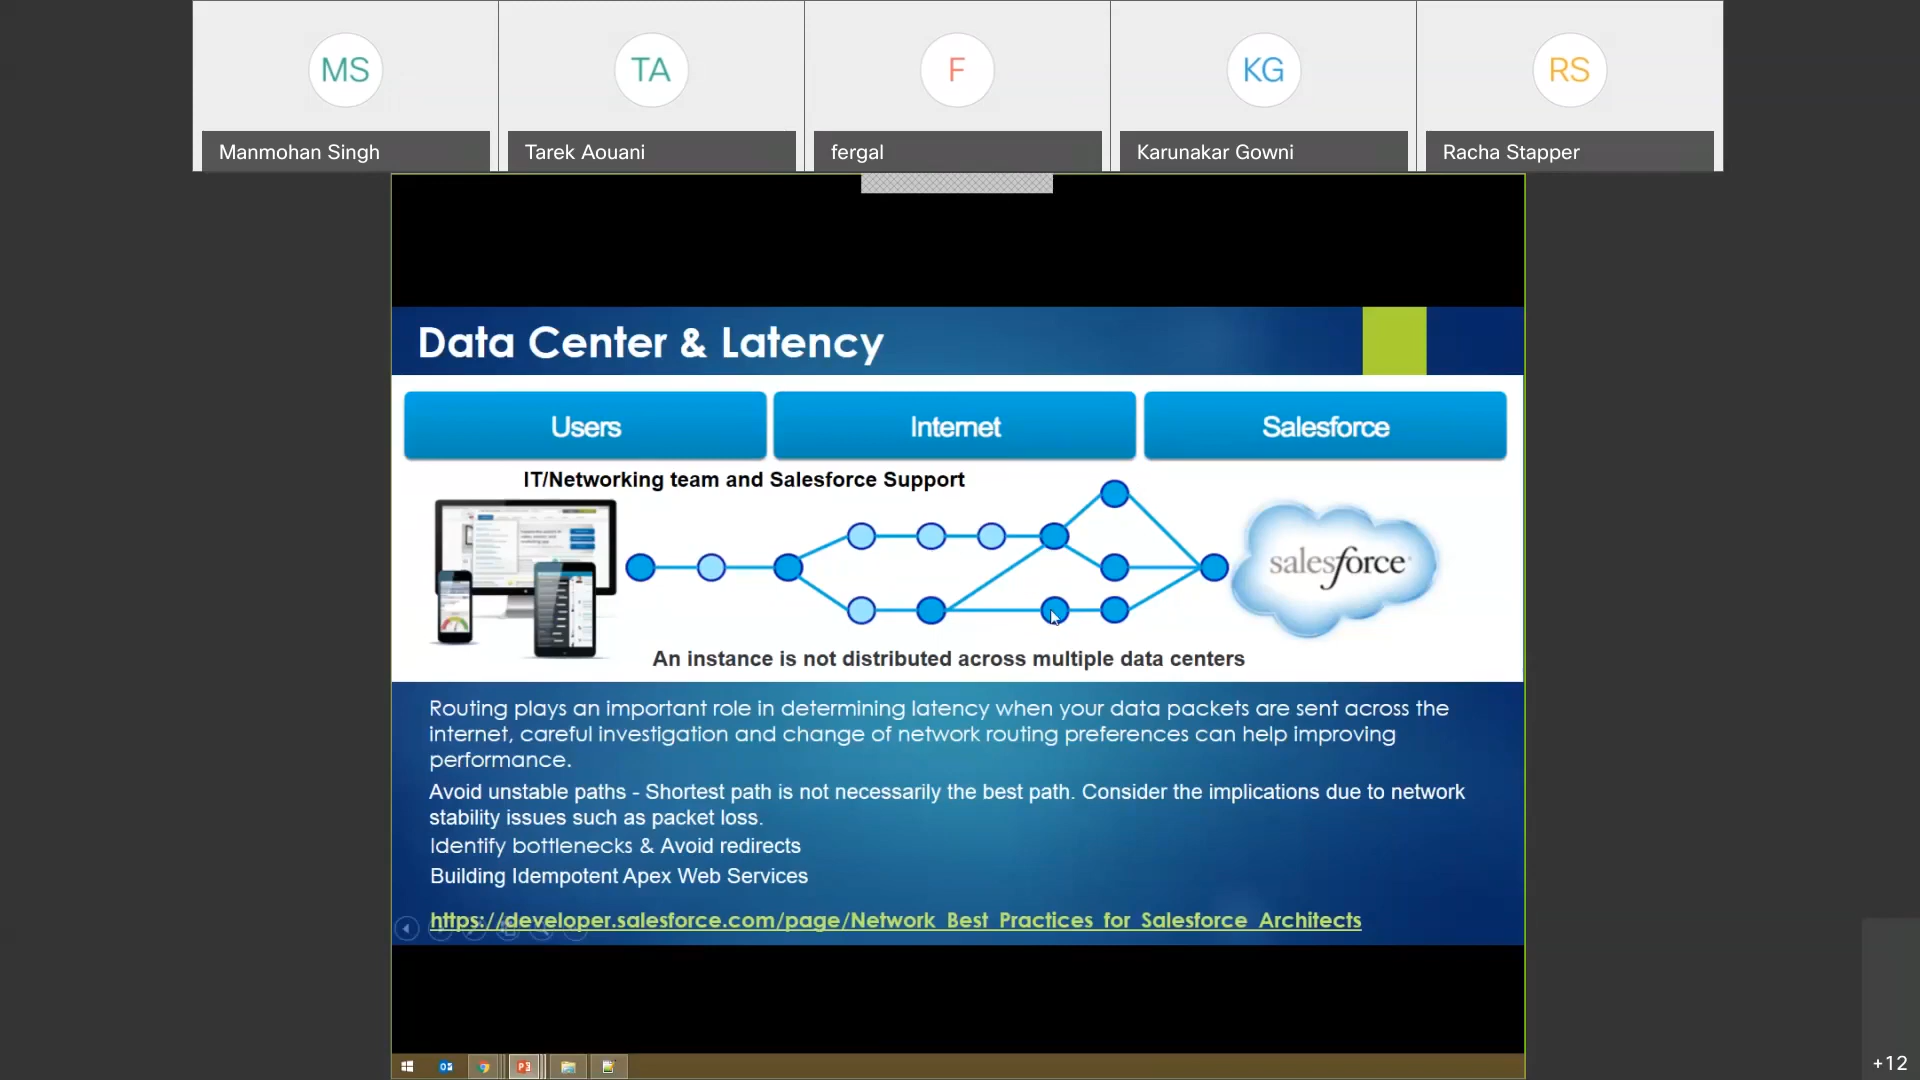 MS
TA
F
KG
RS
Manmohan Singh
Tarek Aouani
fergal
Karunakar Gowni
Racha Stapper
Data Center & Latency
Users
Internet
Salesforce
IT/Networking team and Salesforce Support
salesforce
An instance is not distributed across multiple data centers
Routing plays an important role in determining latency when your data packets are sent across the
internet, careful investigation and change of network routing preferences can help improving
performance.
Avoid unstable paths - Shortest path is not necessarily the best path. Consider the implications due to network
stability issues such as packet loss.
Identify bottlenecks & Avoid redirects
Building Idempotent Apex Web Services
https://developer.salesforce.com/page/Network_Best_Practices_for_Salesforce_Architects
+12